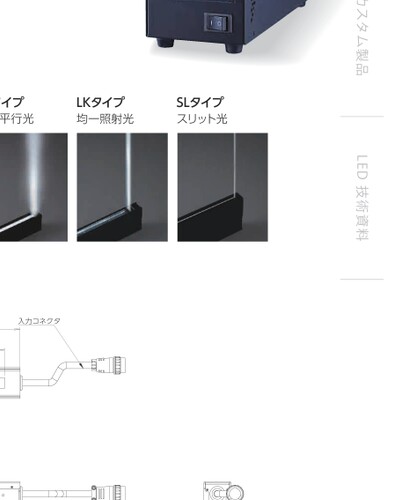 カスタム製品
イプ
平行光
LKタイプ
均一照射光
SLタイプ
スリット光
LED 技術資料
入力コネクタ